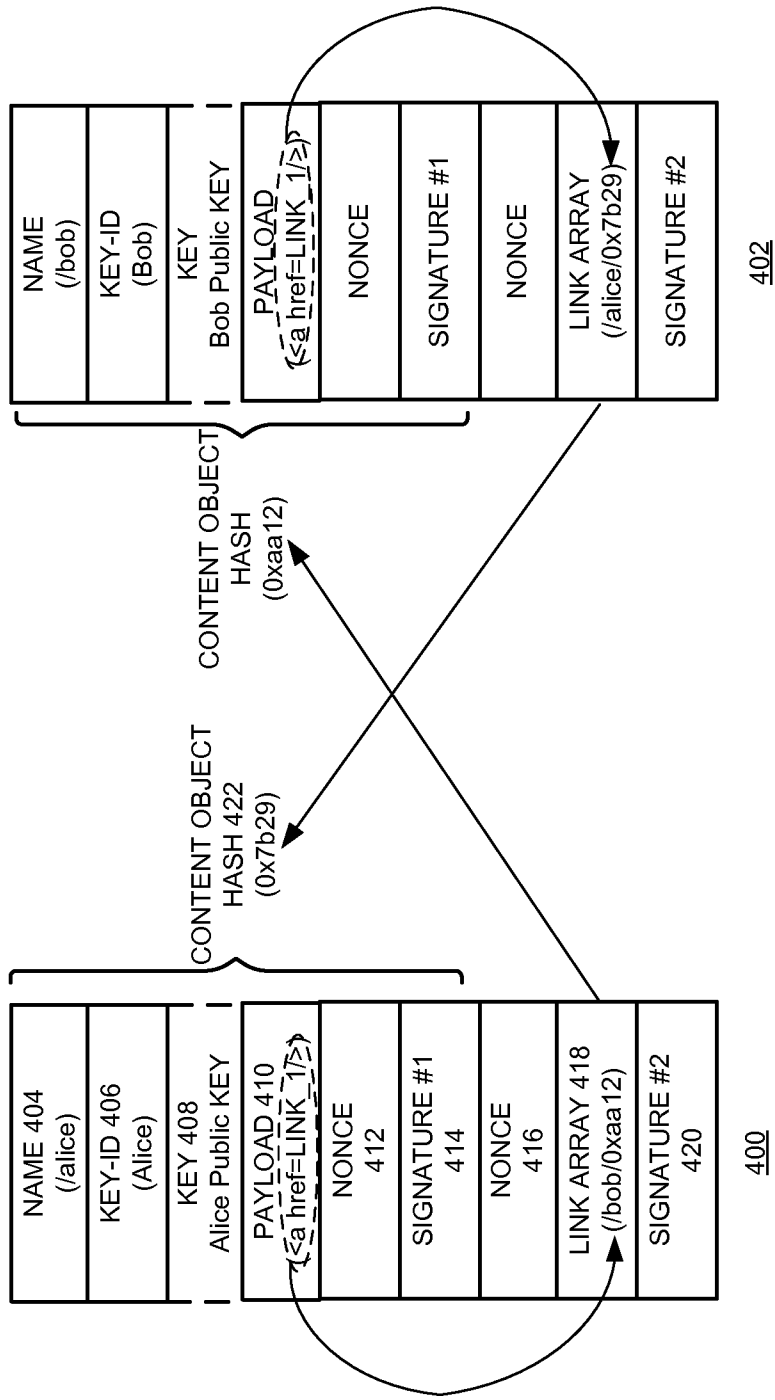 NAME 404
(/alice)
KEY-ID 406
(Alice)
KEY 408
Alice Public KEY
PAYLOAD 410
(<a href=LINK_1/>)
NONCE
412
SIGNATURE #1
414
NONCE
416
LINK ARRAY 418
(/bob/0xaa12)
SIGNATURE #2
420
400
CONTENT OBJECT
HASH 422
(0x7b29)
CONTENT OBJECT
HASH
(0xaa12)
NAME
(/bob)
KEY-ID
(Bob)
KEY
Bob Public KEY
PAYLOAD
(<a href=LINK_1/>)
NONCE
SIGNATURE #1
NONCE
LINK ARRAY
(/alice/0x7b29)
SIGNATURE #2
402